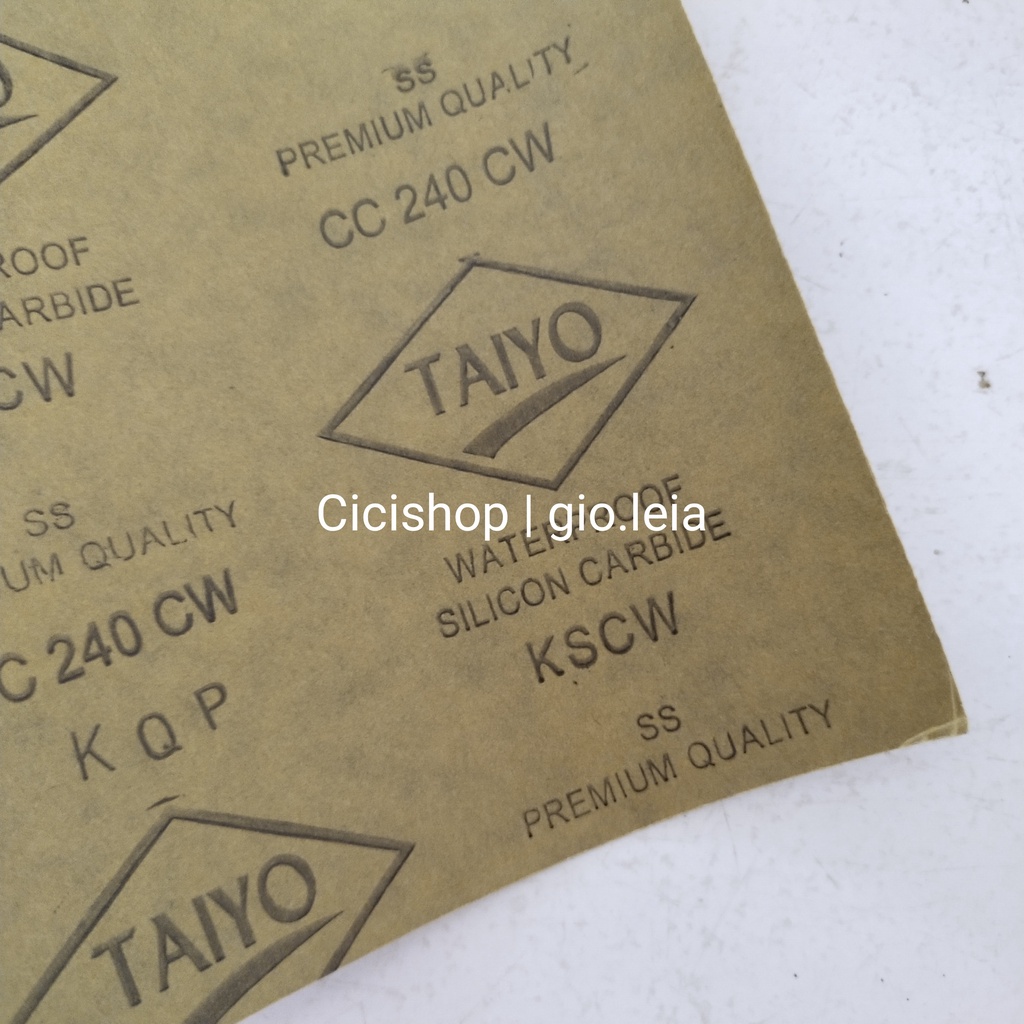 SS
PREMIUM QUALITY
CC 240 CW
TAIYO
WATERPROOF
SILICON CARBIDE
KSCW
SS
PREMIUM QUALITY
ROOF
ARBIDE
CW
SS
UM QUALITY
C 240 CW
K Q P
TAIYO
Cicishop | gio.leia